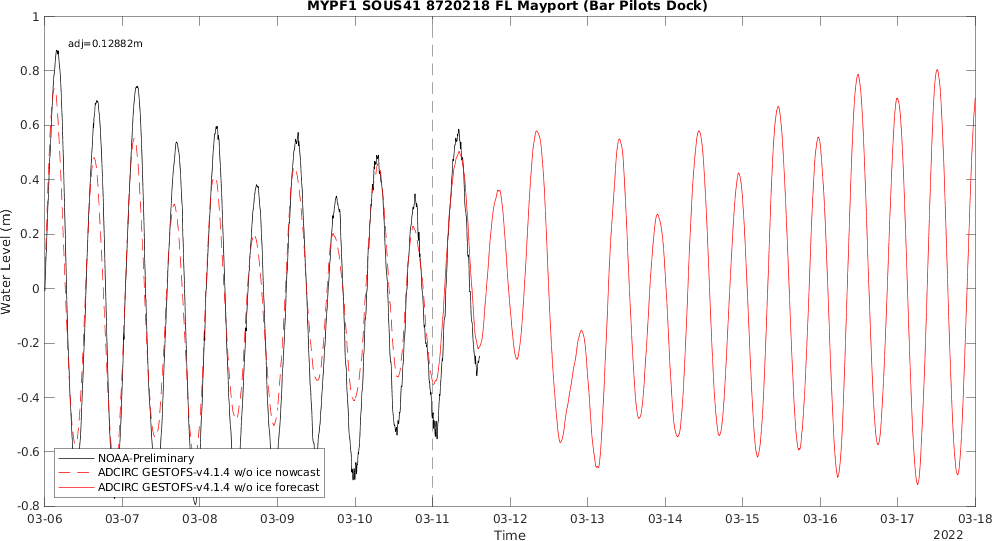 MYPF1 SOUS41 8720218 FL Mayport (Bar Pilots Dock)
adj=0.12882m
Water Level (m)
1
0.8
0.6
0.4
0.2
0
-0.2
-0.4
-0.6
-0.8
NOAA-Preliminary
ADCIRC GESTOFS-v4.1.4 w/o ice nowcast
ADCIRC GESTOFS-v4.1.4 w/o ice forecast
03-06 03-07 03-08 03-09 03-10 03-11 03-12 03-13 03-14 03-15 03-16 03-17 03-18
Time
2022